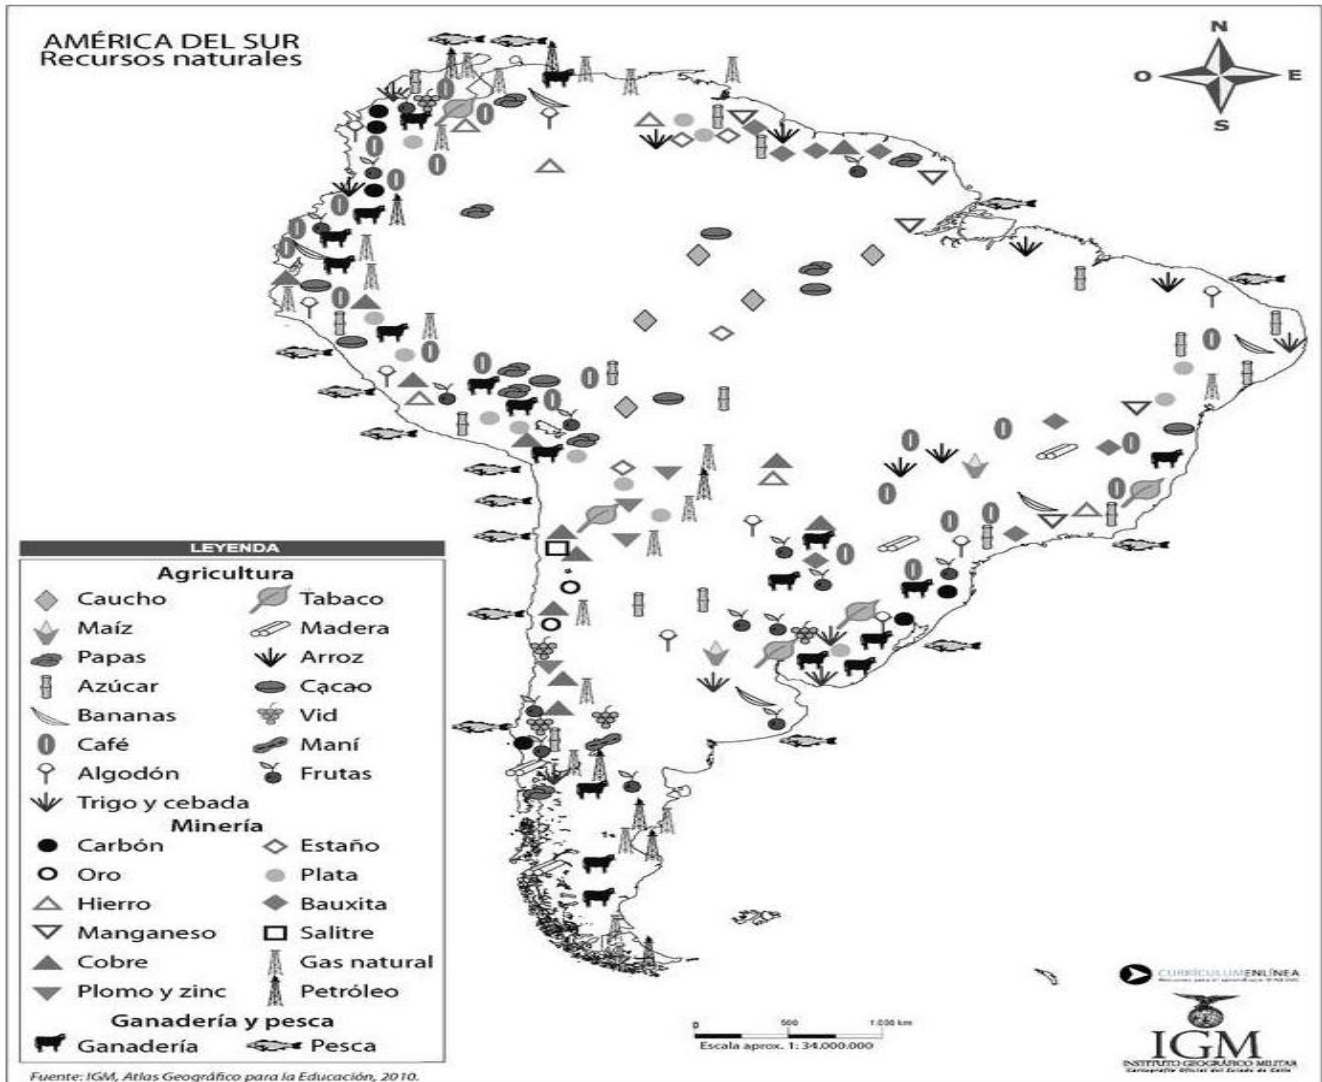 AMÉRICA DEL SUR
Recursos naturales
N
O E
S
LEYENDA
Agricultura
Caucho Tabaco
Maíz Madera
Papas Arroz
Azúcar Cacao
Bananas Vid
Café Maní
Algodón Frutas
Trigo y cebada
Minería
Carbón Estaño
Oro Plata
Hierro Bauxita
Manganeso Salitre
Cobre Gas natural
Plomo y zinc Petróleo
Ganadería y pesca
Ganadería Pesca
Fuente: IGM, Atlas Geográfico para la Educación, 2010.
0 500 1.000 km
Escala aprox. 1: 34.000.000
CURRÍCULUMENLÍNEA
IGM
INSTITUTO GEOGRÁFICO MILITAR